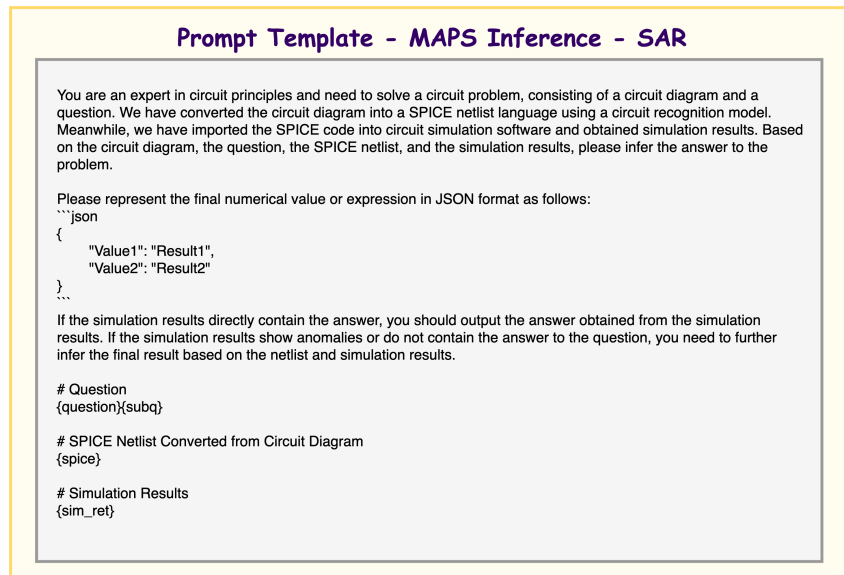 Prompt Template - MAPS Inference - SAR
You are an expert in circuit principles and need to solve a circuit problem, consisting of a circuit diagram and a
question. We have converted the circuit diagram into a SPICE netlist language using a circuit recognition model.
Meanwhile, we have imported the SPICE code into circuit simulation software and obtained simulation results. Based
on the circuit diagram, the question, the SPICE netlist, and the simulation results, please infer the answer to the
problem.
Please represent the final numerical value or expression in JSON format as follows:
```json
{
"Value1": "Result1",
"Value2": "Result2"
}
```
If the simulation results directly contain the answer, you should output the answer obtained from the simulation
results. If the simulation results show anomalies or do not contain the answer to the question, you need to further
infer the final result based on the netlist and simulation results.
# Question
{question}{subq}
# SPICE Netlist Converted from Circuit Diagram
{spice}
# Simulation Results
{sim_ret}